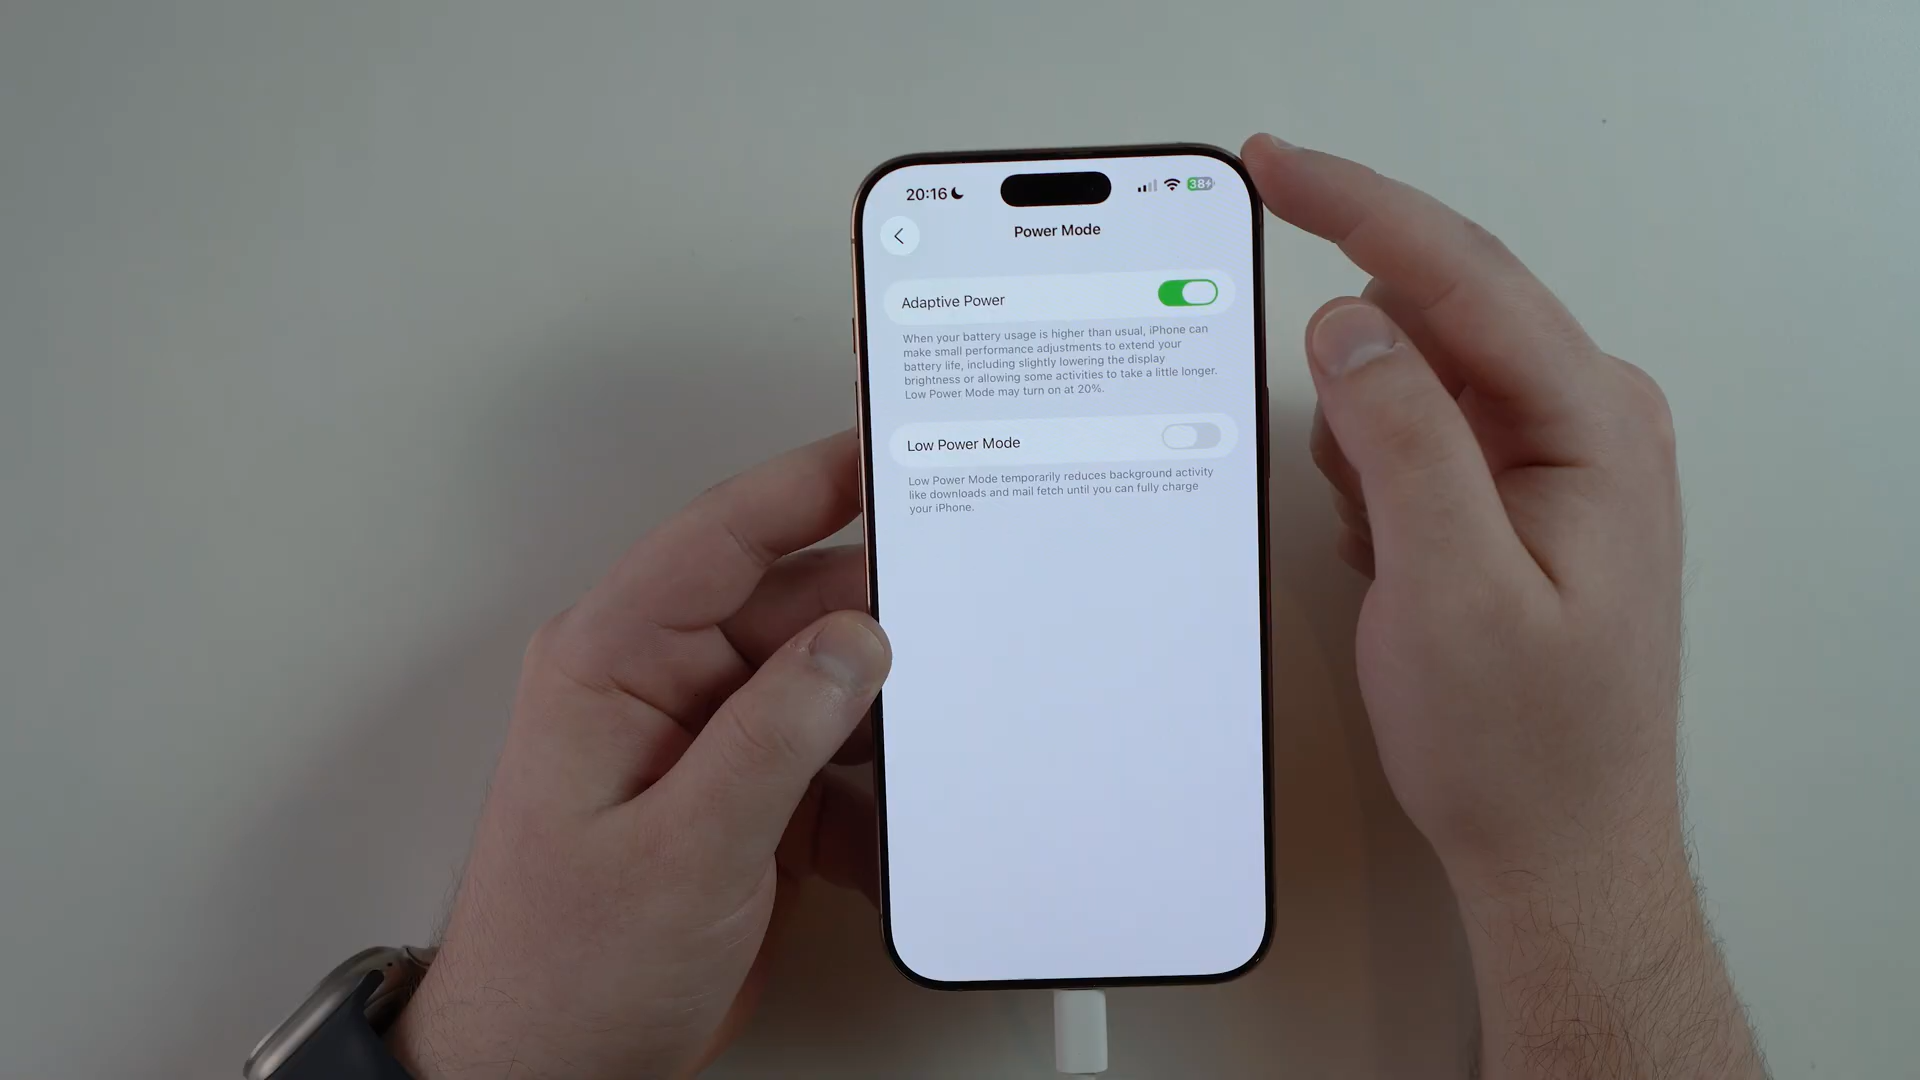 20:16
38
Power Mode
Adaptive Power
When your battery usage is higher than usual, iPhone can
make small performance adjustments to extend your
battery life, including slightly lowering the display
brightness or allowing some activities to take a little longer.
Low Power Mode may turn on at 20%.
Low Power Mode
Low Power Mode temporarily reduces background activity
like downloads and mail fetch until you can fully charge
your iPhone.